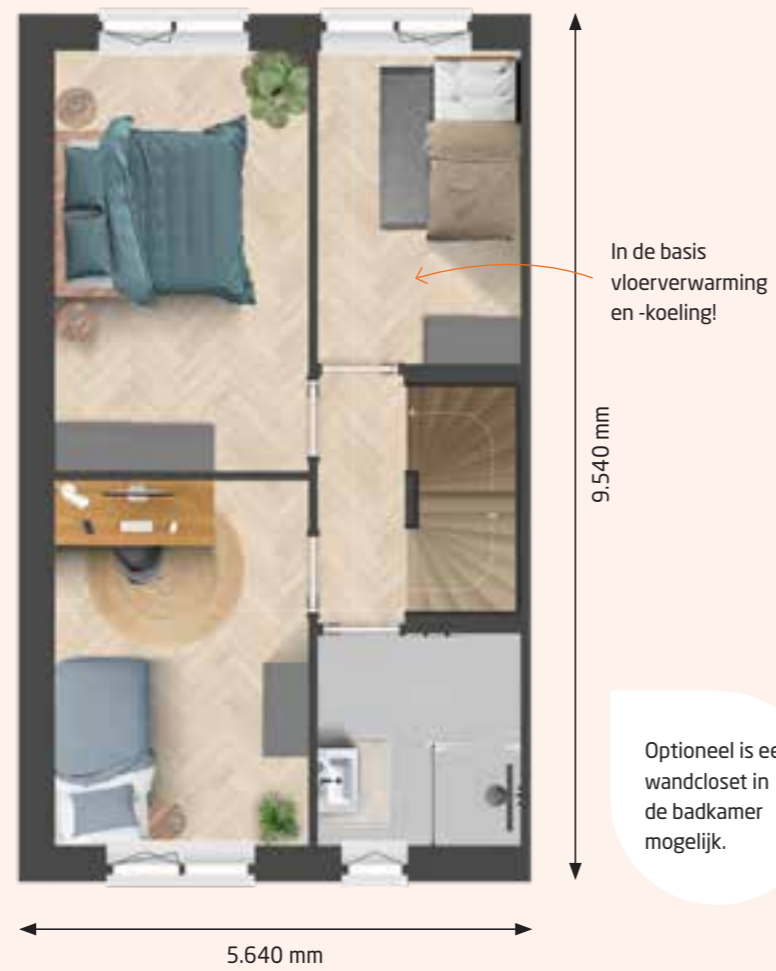 In de basis
vloerverwarming
en -koeling!
9.540 mm
Optioneel is
wandcloset in
de badkamer
mogelijk.
5.640 mm